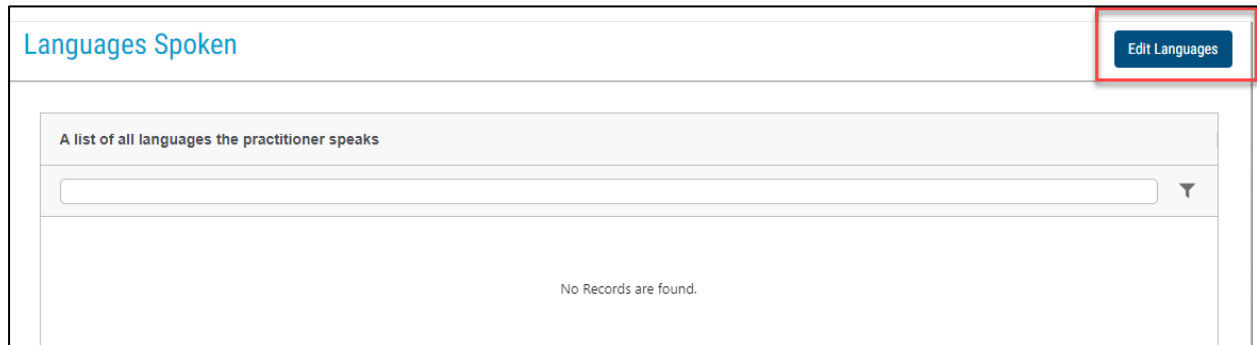 Languages Spoken
Edit Languages
A list of all languages the practitioner speaks
No Records are found.